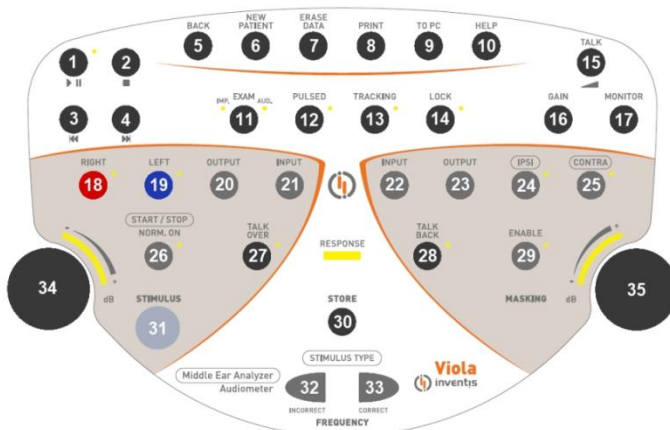 BACK
NEW
PATIENT
ERASE
DATA
PRINT
TO PC
HELP
5
6
7
8
9
10
1
2
TALK
15
3
4
IMP.
EXAM
AUD.
PULSED
TRACKING
LOCK
GAIN
MONITOR
11
12
13
14
16
17
RIGHT
LEFT
OUTPUT
INPUT
INPUT
OUTPUT
IPSI
CONTRA
18
19
20
21
22
23
24
25
START / STOP
NORM. ON
TALK
OVER
RESPONSE
TALK
BACK
ENABLE
26
27
28
29
-
+
dB
-
+
dB
34
35
STIMULUS
STORE
MASKING
31
30
STIMULUS TYPE
Middle Ear Analyzer
Audiometer
32
33
INCORRECT
CORRECT
FREQUENCY
Viola
inventis